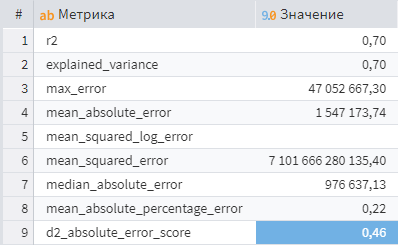 # ab Метрика 9.0 Значение
1 r2 0,70
2 explained_variance 0,70
3 max_error 47 052 667,30
4 mean_absolute_error 1 547 173,74
5 mean_squared_log_error
6 mean_squared_error 7 101 666 280 135,40
7 median_absolute_error 976 637,13
8 mean_absolute_percentage_error 0,22
9 d2_absolute_error_score 0,46